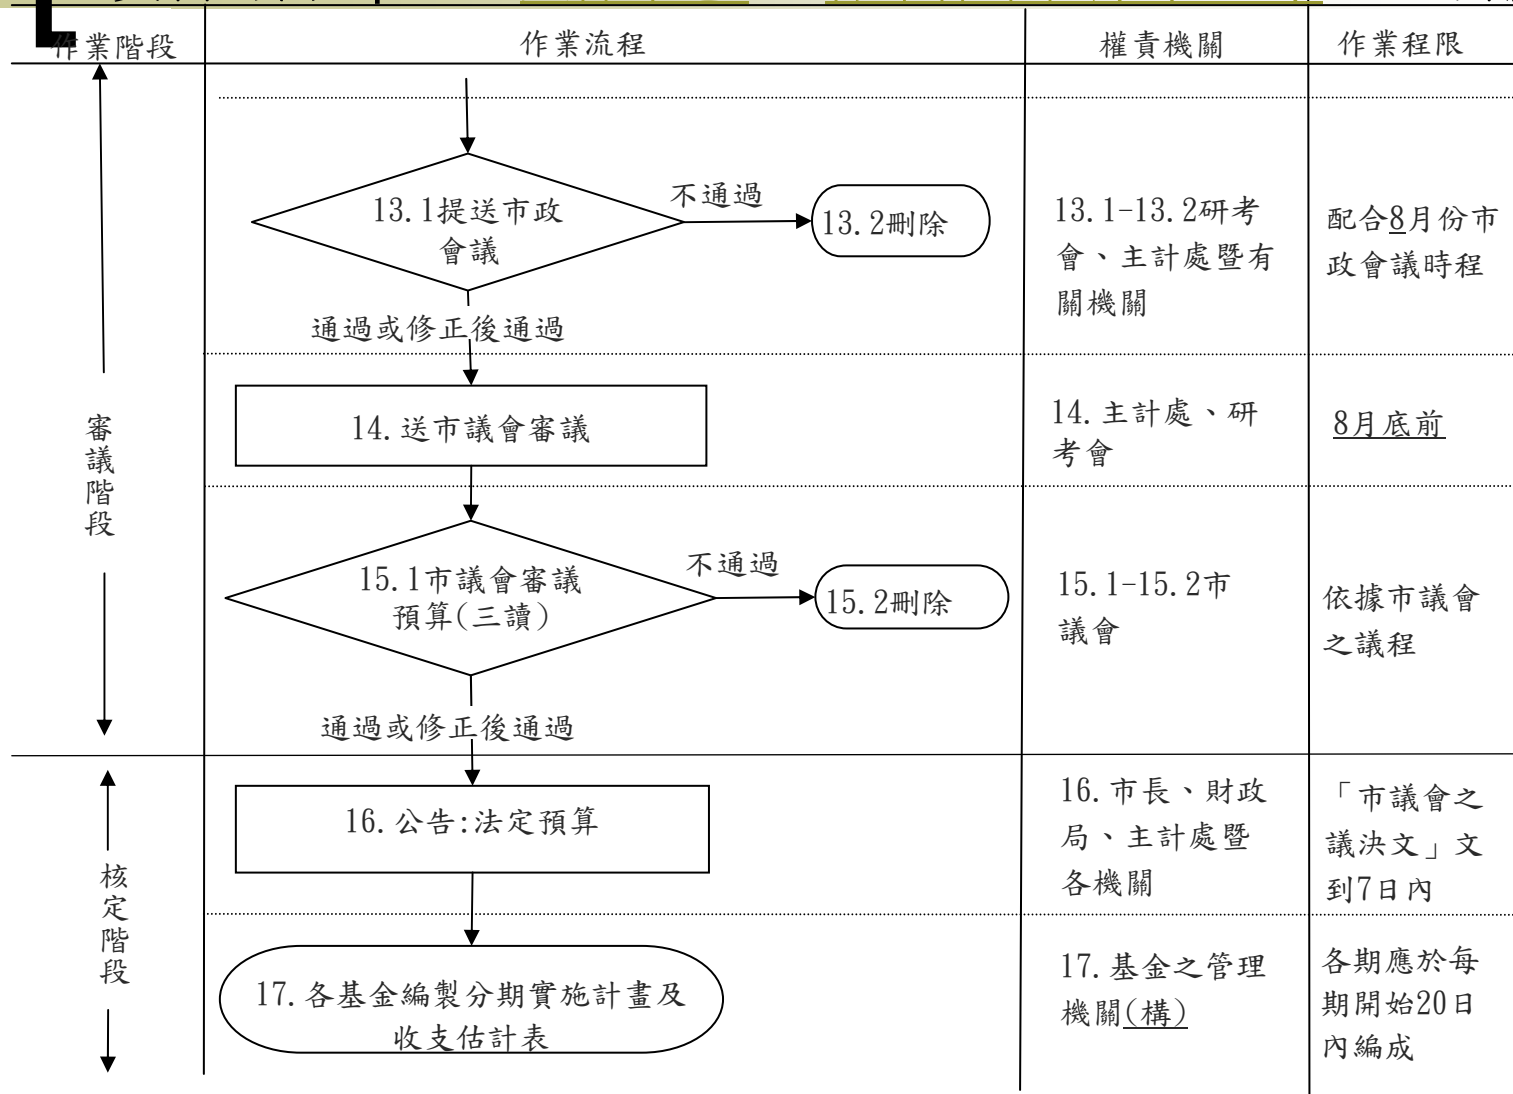 作業階段
作業流程
權責機關
作業程限
審議階段
13.1提送市政
會議
不通過
13.2刪除
通過或修正後通過
13.1-13.2研考
會、主計處暨有
關機關
配合8月份市
政會議時程
14.送市議會審議
14.主計處、研
考會
8月底前
15.1市議會審議
預算(三讀)
不通過
15.2刪除
通過或修正後通過
15.1-15.2市
議會
依據市議會
之議程
核定階段
16.公告:法定預算
16.市長、財政
局、主計處暨
各機關
「市議會之
議決文」文
到7日內
17.各基金編製分期實施計畫及
收支估計表
17.基金之管理
機關(構)
各期應於每
期開始20日
內編成